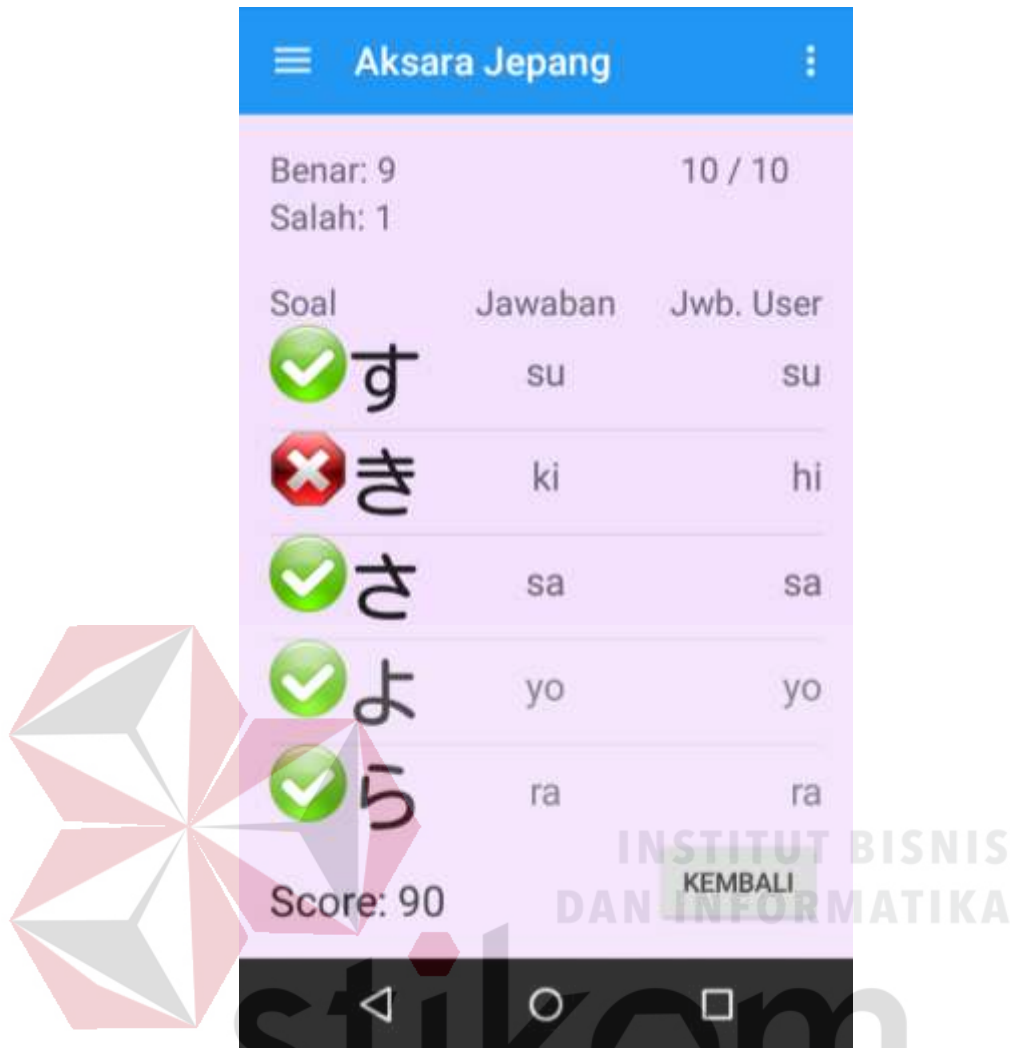 Aksara Jepang
Benar: 9 10 / 10
Salah: 1
Soal Jawaban Jwb. User
す su su
き ki hi
さ sa sa
よ yo yo
ら ra ra
Score: 90 KEMBALI
INSTITUT BISNIS
DAN INFORMATIKA
stikom